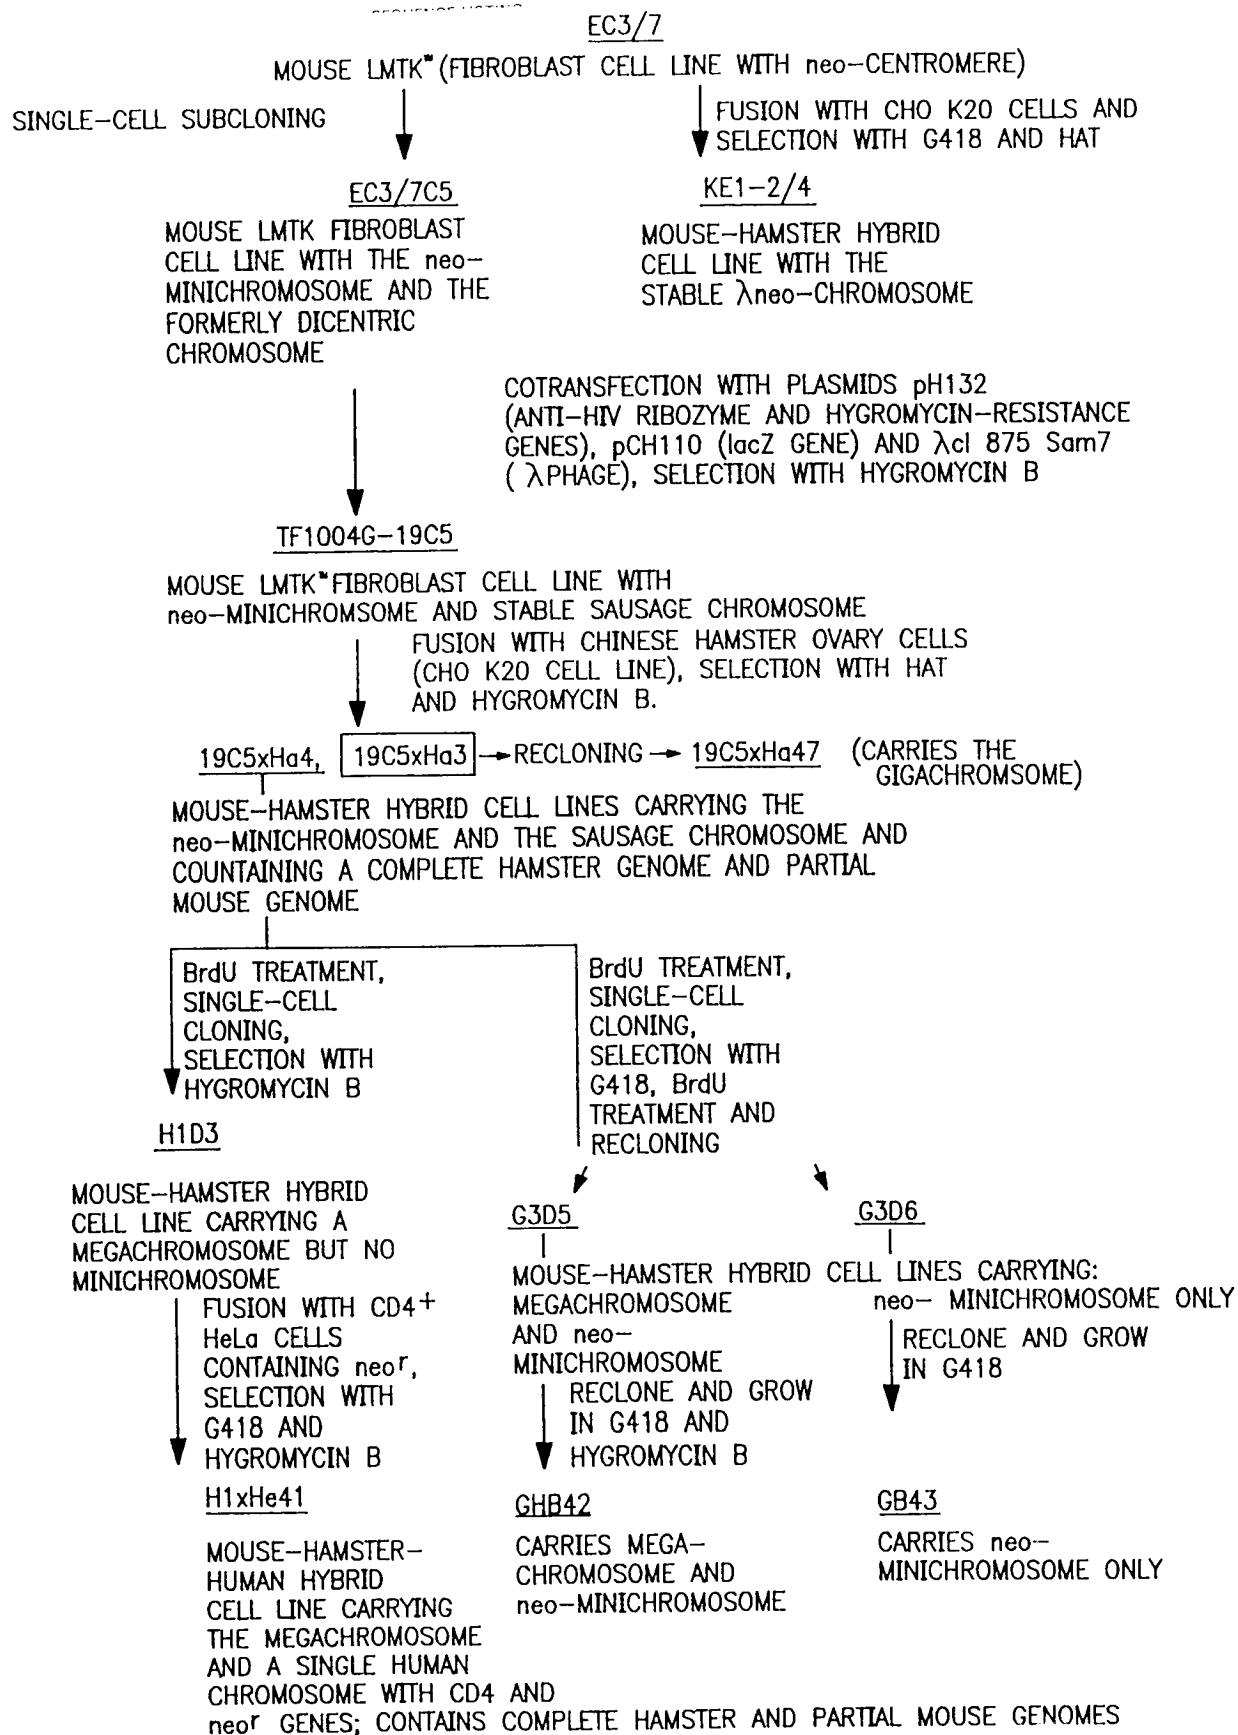 EC3/7
MOUSE LMTK⁻ (FIBROBLAST CELL LINE WITH neo-CENTROMERE)
SINGLE-CELL SUBCLONING
FUSION WITH CHO K20 CELLS AND
SELECTION WITH G418 AND HAT
EC3/7C5
MOUSE LMTK FIBROBLAST
CELL LINE WITH THE neo-
MINICHROMOSOME AND THE
FORMERLY DICENTRIC
CHROMOSOME
KE1-2/4
MOUSE-HAMSTER HYBRID
CELL LINE WITH THE
STABLE λneo-CHROMOSOME
COTRANSFECTION WITH PLASMIDS pH132
(ANTI-HIV RIBOZYME AND HYGROMYCIN-RESISTANCE
GENES), pCH110 (lacZ GENE) AND λcl 875 Sam7
( λPHAGE), SELECTION WITH HYGROMYCIN B
TF1004G-19C5
MOUSE LMTK⁻ FIBROBLAST CELL LINE WITH
neo-MINICHROMSOME AND STABLE SAUSAGE CHROMOSOME
FUSION WITH CHINESE HAMSTER OVARY CELLS
(CHO K20 CELL LINE), SELECTION WITH HAT
AND HYGROMYCIN B.
19C5xHa4, 19C5xHa3 → RECLONING → 19C5xHa47 (CARRIES THE
GIGACHROMSOME)
MOUSE-HAMSTER HYBRID CELL LINES CARRYING THE
neo-MINICHROMOSOME AND THE SAUSAGE CHROMOSOME AND
COUNTAINING A COMPLETE HAMSTER GENOME AND PARTIAL
MOUSE GENOME
BrdU TREATMENT,
SINGLE-CELL
CLONING,
SELECTION WITH
HYGROMYCIN B
BrdU TREATMENT,
SINGLE-CELL
CLONING,
SELECTION WITH
G418, BrdU
TREATMENT AND
RECLONING
H1D3
MOUSE-HAMSTER HYBRID
CELL LINE CARRYING A
MEGACHROMOSOME BUT NO
MINICHROMOSOME
G3D5
G3D6
MOUSE-HAMSTER HYBRID CELL LINES CARRYING:
MEGACHROMOSOME
AND neo-
MINICHROMOSOME
neo- MINICHROMOSOME ONLY
FUSION WITH CD4+
HeLa CELLS
CONTAINING neoʳ,
SELECTION WITH
G418 AND
HYGROMYCIN B
RECLONE AND GROW
IN G418 AND
HYGROMYCIN B
RECLONE AND GROW
IN G418
H1xHe41
MOUSE-HAMSTER-
HUMAN HYBRID
CELL LINE CARRYING
THE MEGACHROMOSOME
AND A SINGLE HUMAN
CHROMOSOME WITH CD4 AND
neoʳ GENES; CONTAINS COMPLETE HAMSTER AND PARTIAL MOUSE GENOMES
GHB42
CARRIES MEGA-
CHROMOSOME AND
neo-MINICHROMOSOME
GB43
CARRIES neo-
MINICHROMOSOME ONLY